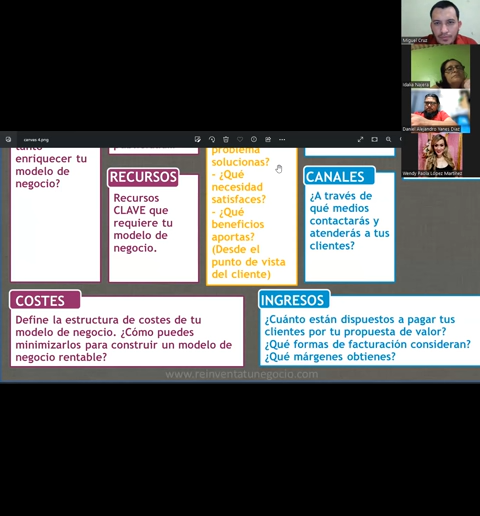 Miguel Cruz
Idalia Najera
Daniel Alejandro Yanes Diaz
Wendy Paola López Martínez
canvas 4.png
enriquecer tu
modelo de
negocio?
RECURSOS
Recursos
CLAVE que
requiere tu
modelo de
negocio.
problema
solucionas?
- ¿Qué
necesidad
satisfaces?
- ¿Qué
beneficios
aportas?
(Desde el
punto de vista
del cliente)
CANALES
¿A través de
qué medios
contactarás y
atenderás a tus
clientes?
COSTES
Define la estructura de costes de tu
modelo de negocio. ¿Cómo puedes
minimizarlos para construir un modelo de
negocio rentable?
INGRESOS
¿Cuánto están dispuestos a pagar tus
clientes por tu propuesta de valor?
¿Qué formas de facturación consideran?
¿Qué márgenes obtienes?
www.reinventatunegocio.com